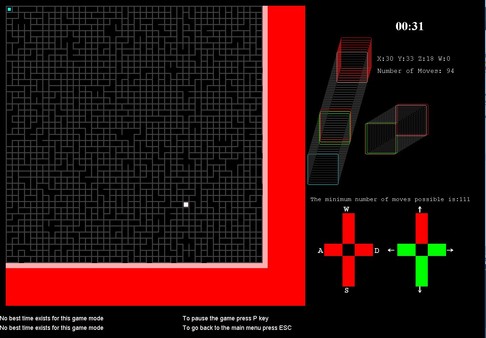 00:31
X:30 Y:33 Z:18 W:0
Number of Moves: 94
The minimum number of moves possible is:111
W
A D
S
No best time exists for this game mode
To pause the game press P key
No best time exists for this game mode
To go back to the main menu press ESC